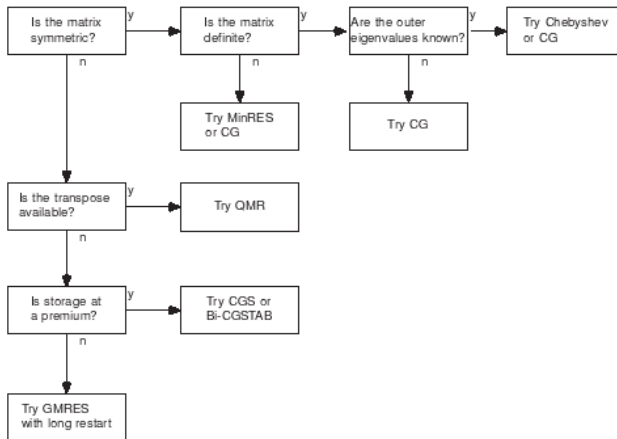 Is the matrix
symmetric?
y
n
Is the matrix
definite?
y
n
Are the outer
eigenvalues known?
y
n
Try Chebyshev
or CG
Try MinRES
or CG
Try CG
Is the transpose
available?
y
n
Try QMR
Is storage at
a premium?
y
n
Try CGS or
Bi-CGSTAB
Try GMRES
with long restart